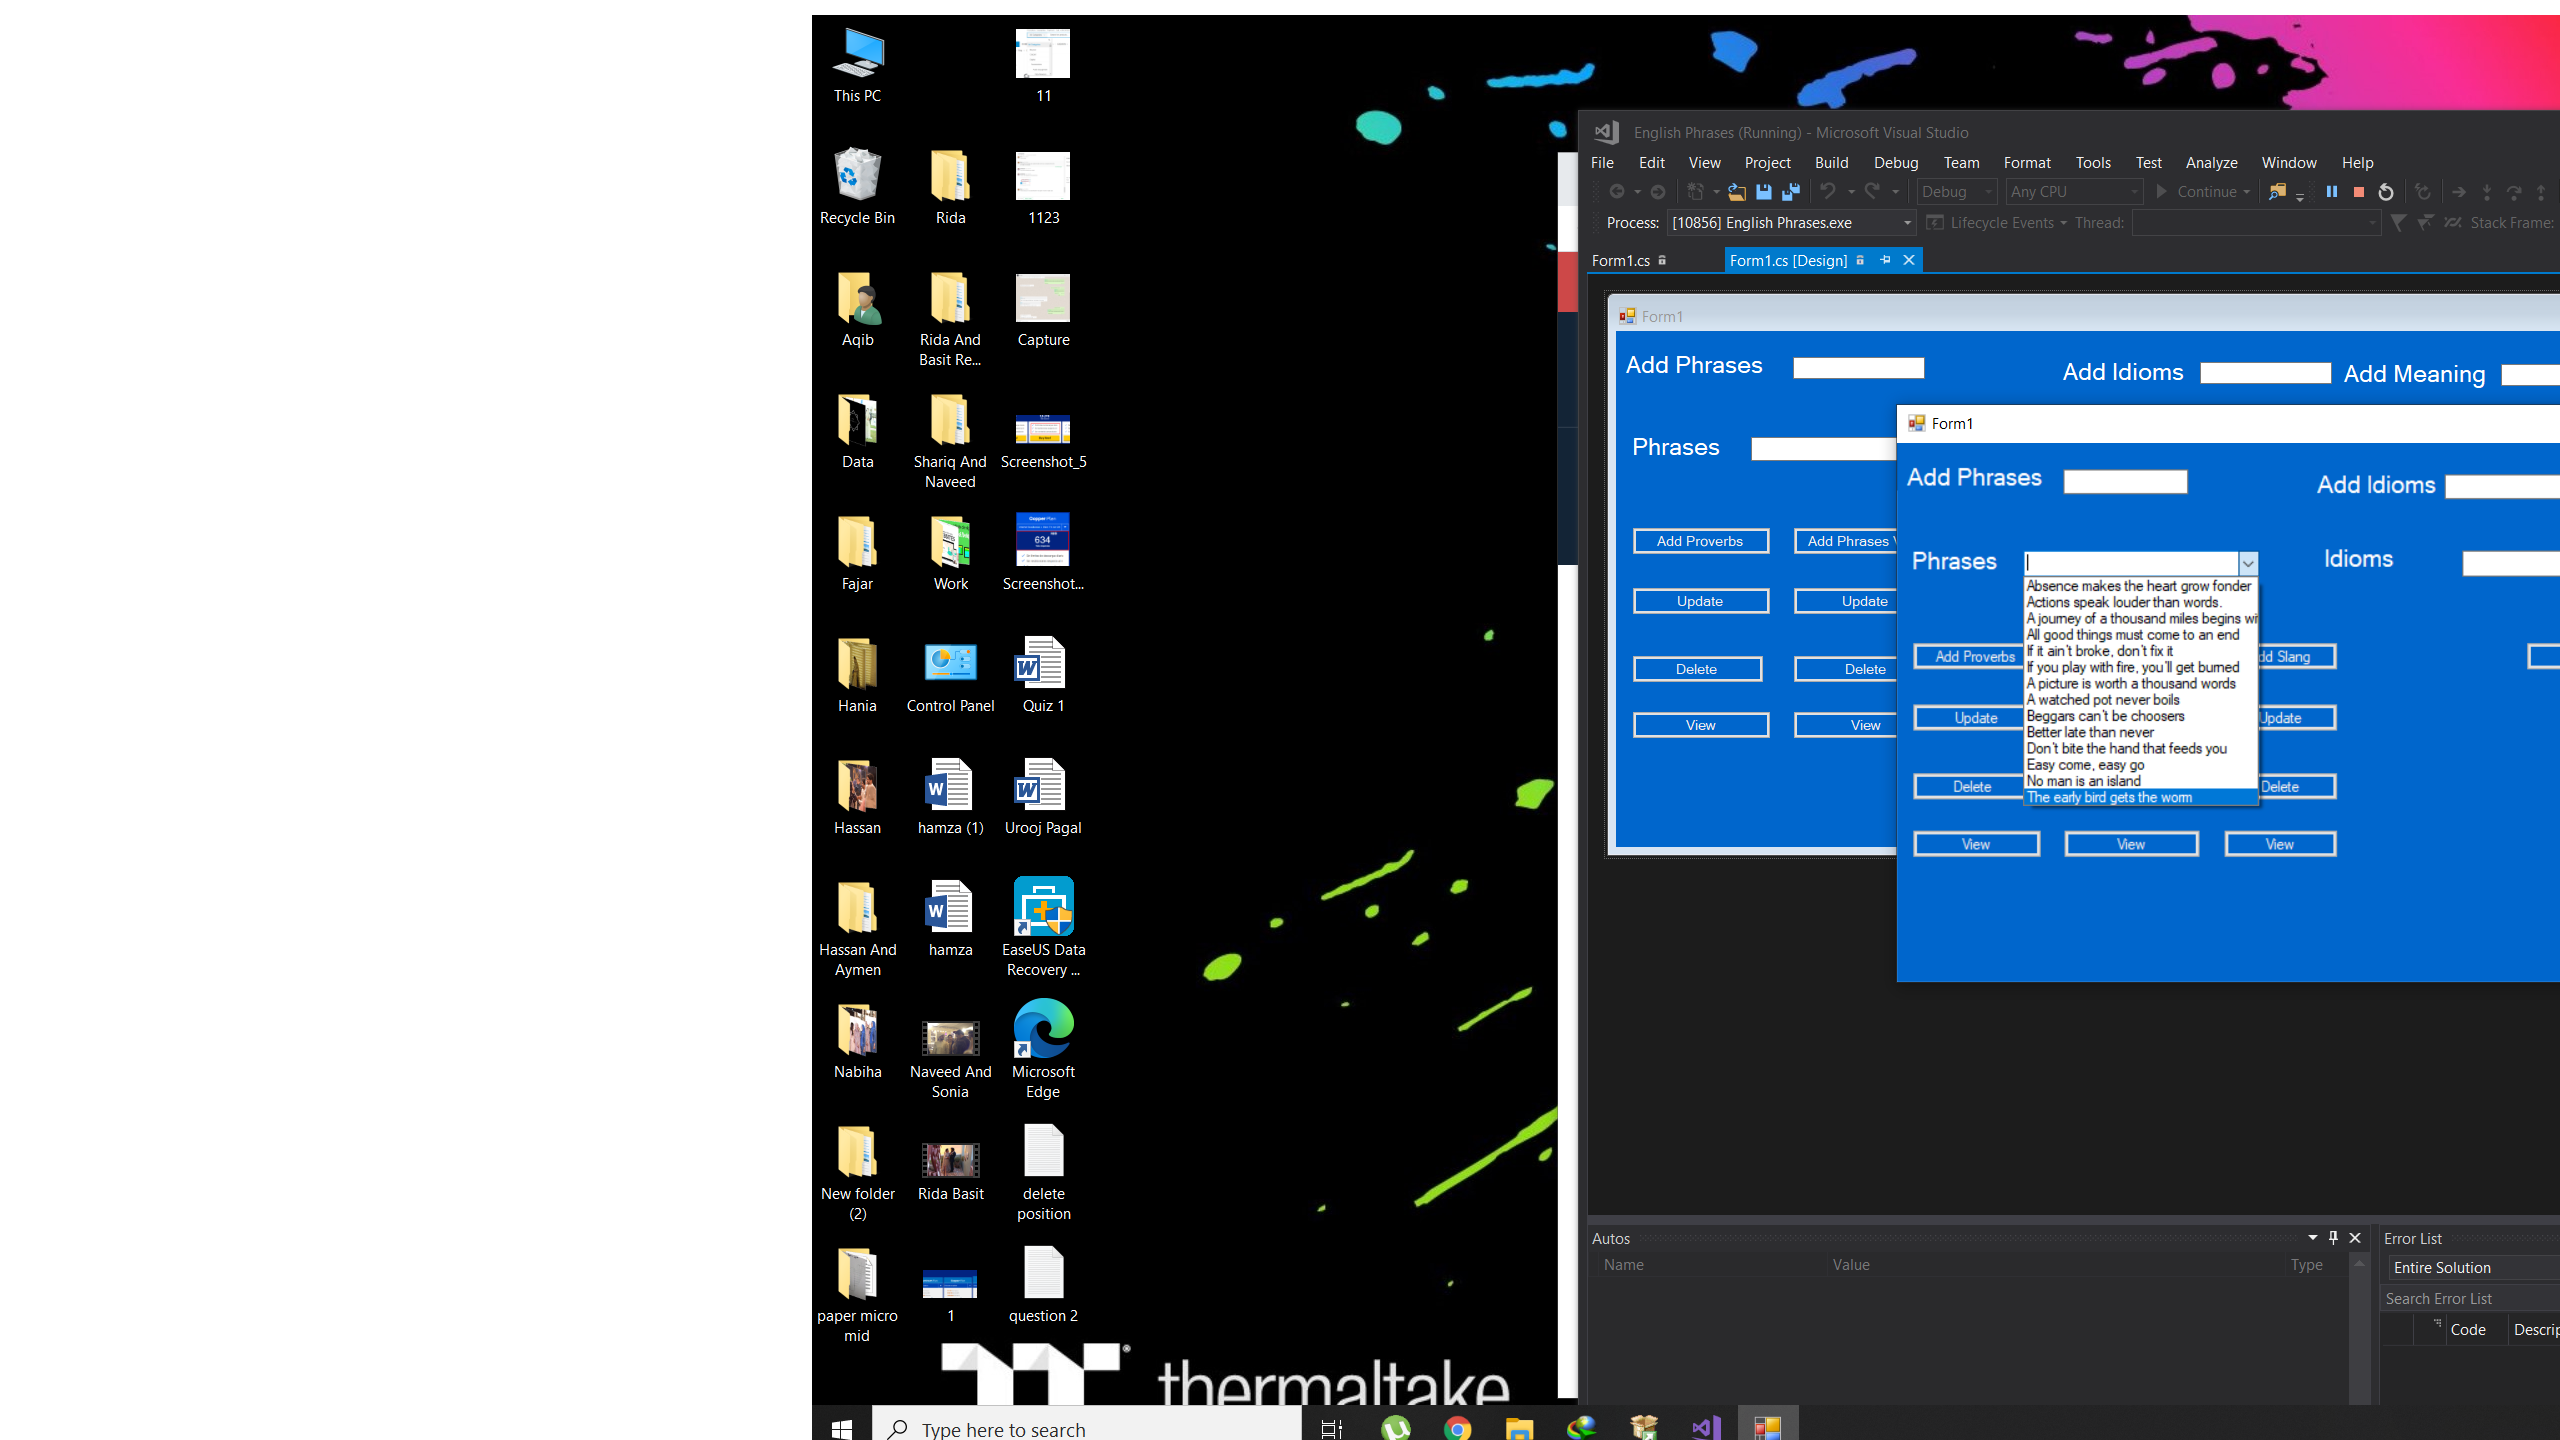 This PC
11
Recycle Bin
Rida
1123
Aqib
Rida And
Basit Re...
Capture
Data
Shariq And
Naveed
Screenshot_5
Fajar
Work
Screenshot...
Hania
Control Panel
Quiz 1
Hassan
hamza (1)
Urooj Pagal
Hassan And
Aymen
hamza
EaseUS Data
Recovery ...
Nabiha
Naveed And
Sonia
Microsoft
Edge
New folder
(2)
Rida Basit
delete
position
paper micro
mid
1
question 2
634
thermaltake
Type here to search
English Phrases (Running) - Microsoft Visual Studio
File Edit View Project Build Debug Team Format Tools Test Analyze Window Help
Debug Any CPU Continue
Process: [10856] English Phrases.exe Lifecycle Events Thread: Stack Frame:
Form1.cs Form1.cs [Design]
Form1
Add Phrases Add Idioms Add Meaning
Phrases
Add Proverbs Add Phrases
Update Update
Delete Delete
View View
Form1
Add Phrases Add Idioms
Phrases Idioms
Absence makes the heart grow fonder
Actions speak louder than words.
A journey of a thousand miles begins wi
All good things must come to an end
If it ain't broke, don't fix it
If you play with fire, you'll get burned
A picture is worth a thousand words
A watched pot never boils
Beggars can't be choosers
Better late than never
Don't bite the hand that feeds you
Easy come, easy go
No man is an island
The early bird gets the worm
Add Proverbs dd Slang
Update Update
Delete Delete
View View View
Autos
Name Value Type
Error List
Entire Solution
Search Error List
Code Descrip